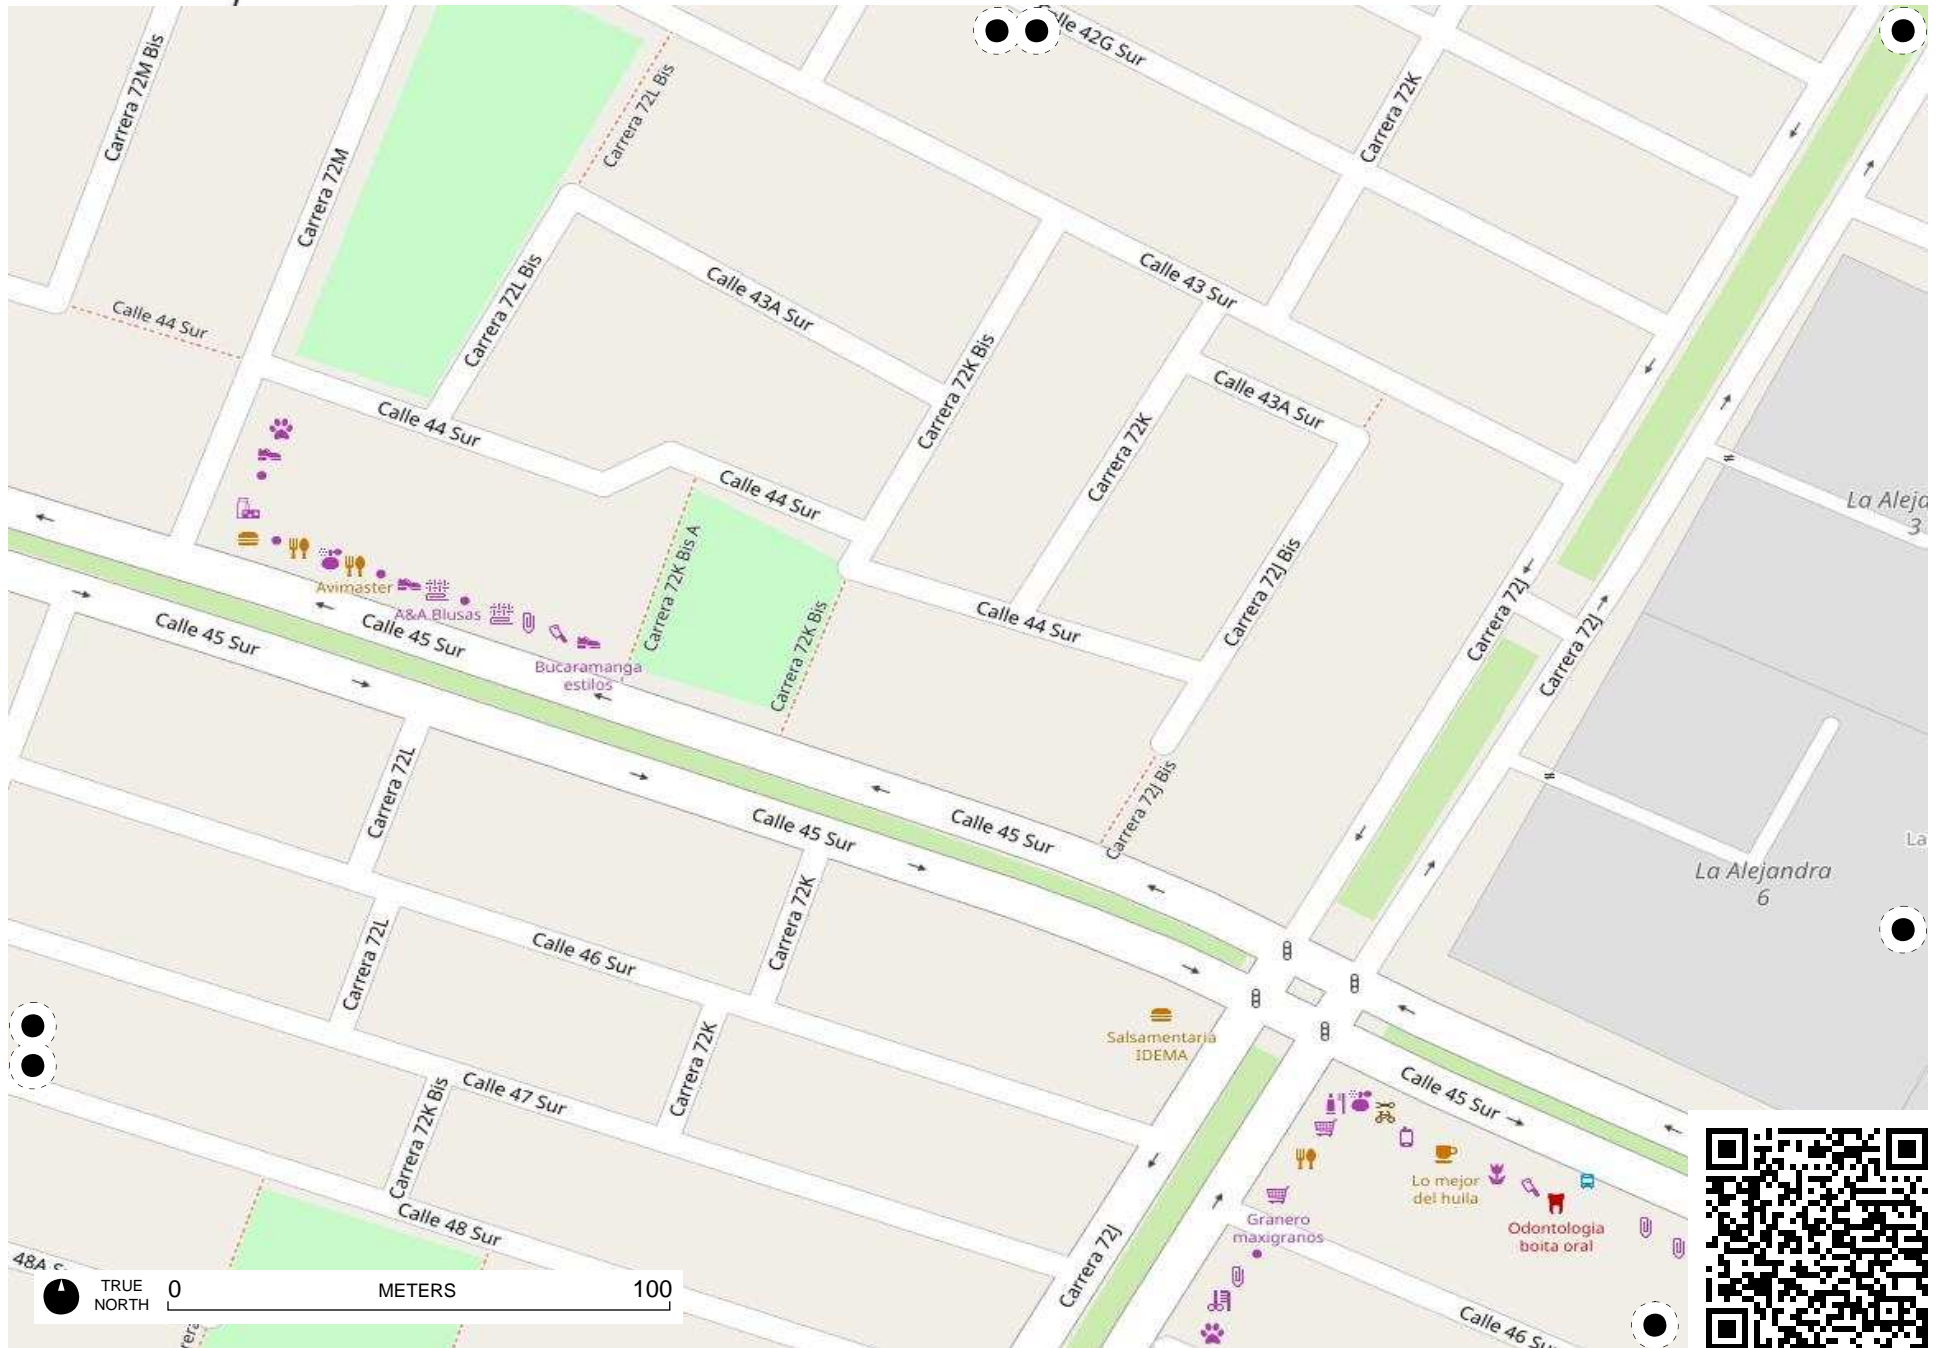 Calle 42G Sur
Carrera 72M Bis
Carrera 72M
Carrera 72L Bis
Carrera 72K
Carrera 72L Bis
Calle 43 Sur
Calle 43A Sur
Calle 44 Sur
Carrera 72K Bis
Calle 43A Sur
Calle 44 Sur
Carrera 72K
Calle 44 Sur
La Aleja
3
Carrera 72K Bis A
Carrera 72J Bis
Avimaster
A&A Blusas
Calle 45 Sur
Calle 45 Sur
Carrera 72K Bis
Calle 44 Sur
Carrera 72J
Carrera 72J
Bucaramanga
estilos
Carrera 72L
Calle 45 Sur
Calle 45 Sur
Carrera 72J Bis
La
La Alejandra
6
Carrera 72L
Calle 46 Sur
Carrera 72K
Salsamentaria
IDEMA
Carrera 72K
Calle 47 Sur
Carrera 72K Bis
Calle 45 Sur
Lo mejor
del huila
Granero
maxigranos
Odontologia
boita oral
Calle 48 Sur
Carrera 72J
48A S
TRUE
NORTH
0 METERS 100
Calle 46 Sur